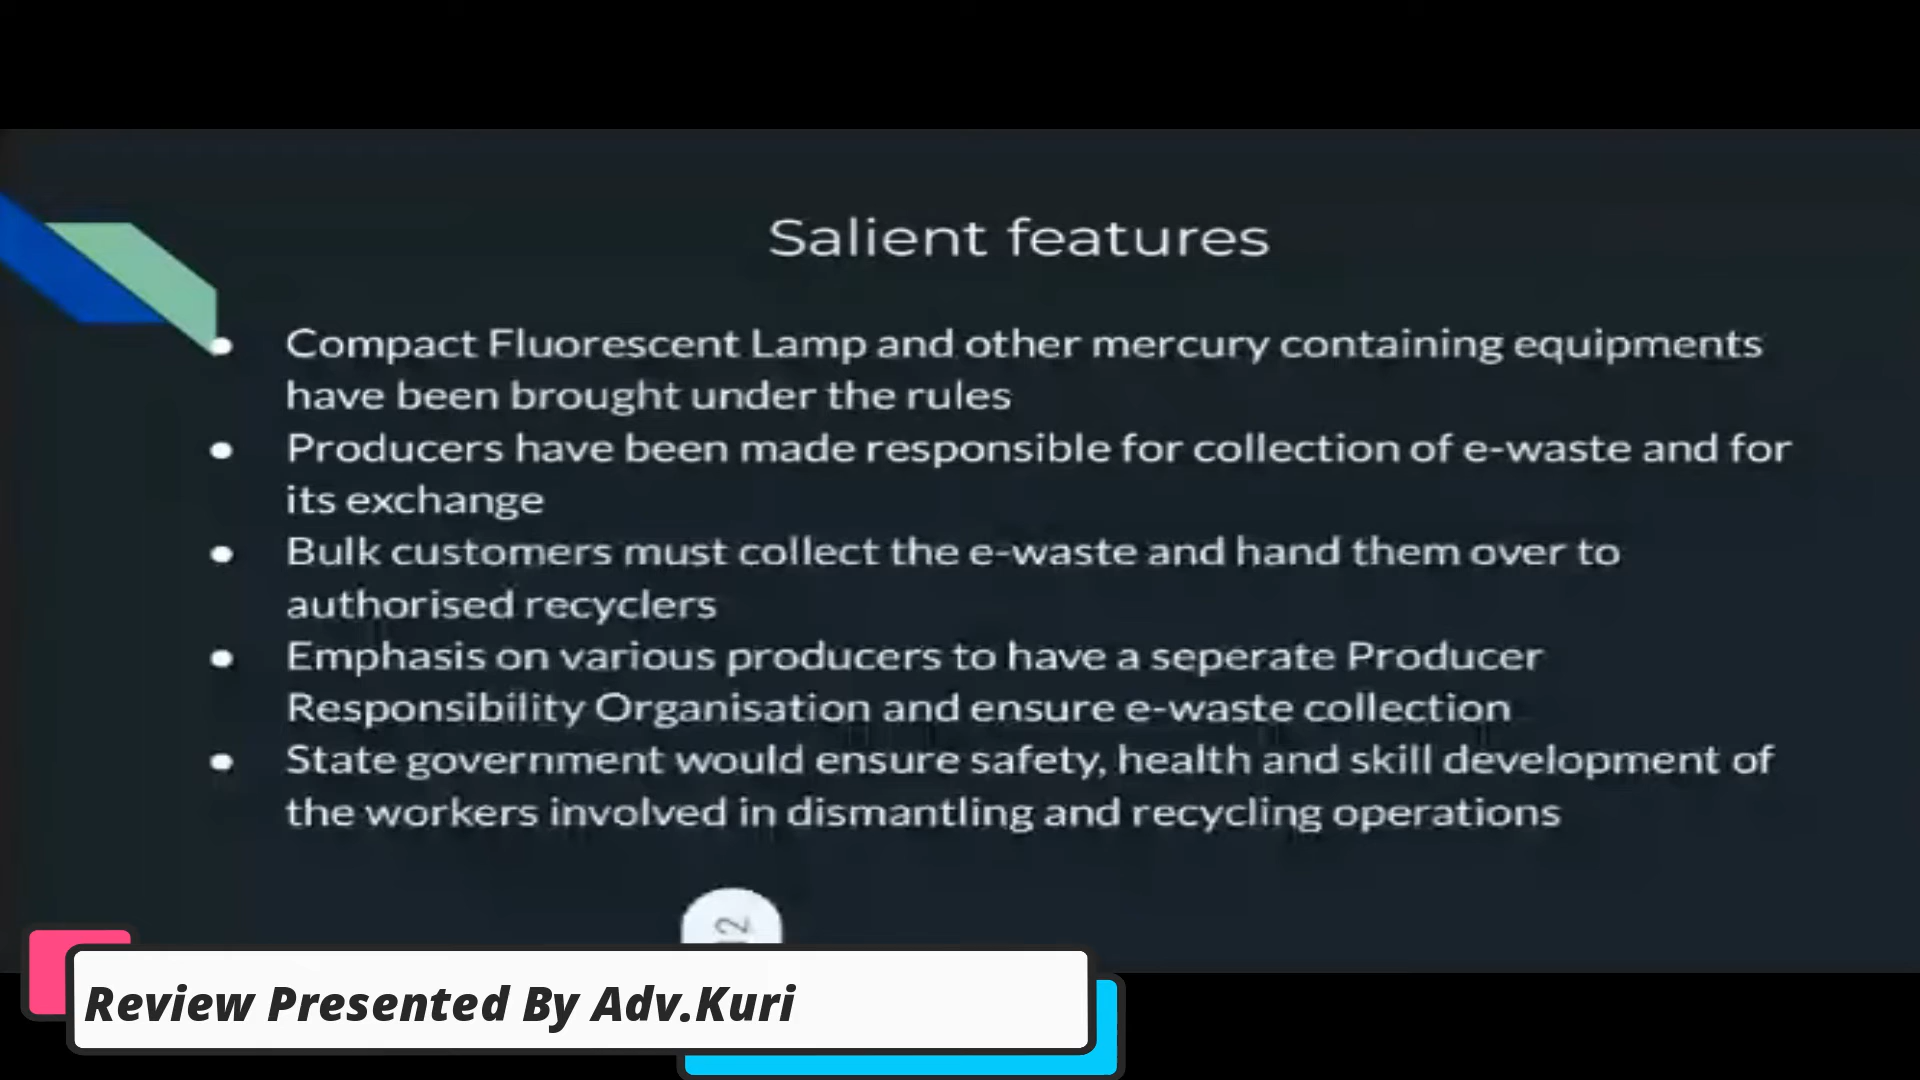 Salient features
Compact Fluorescent Lamp and other mercury containing equipments
have been brought under the rules
Producers have been made responsible for collection of e-waste and for
its exchange
Bulk customers must collect the e-waste and hand them over to
authorised recyclers
Emphasis on various producers to have a seperate Producer
Responsibility Organisation and ensure e-waste collection
State government would ensure safety, health and skill development of
the workers involved in dismantling and recycling operations
Review Presented By Adv.Kuri